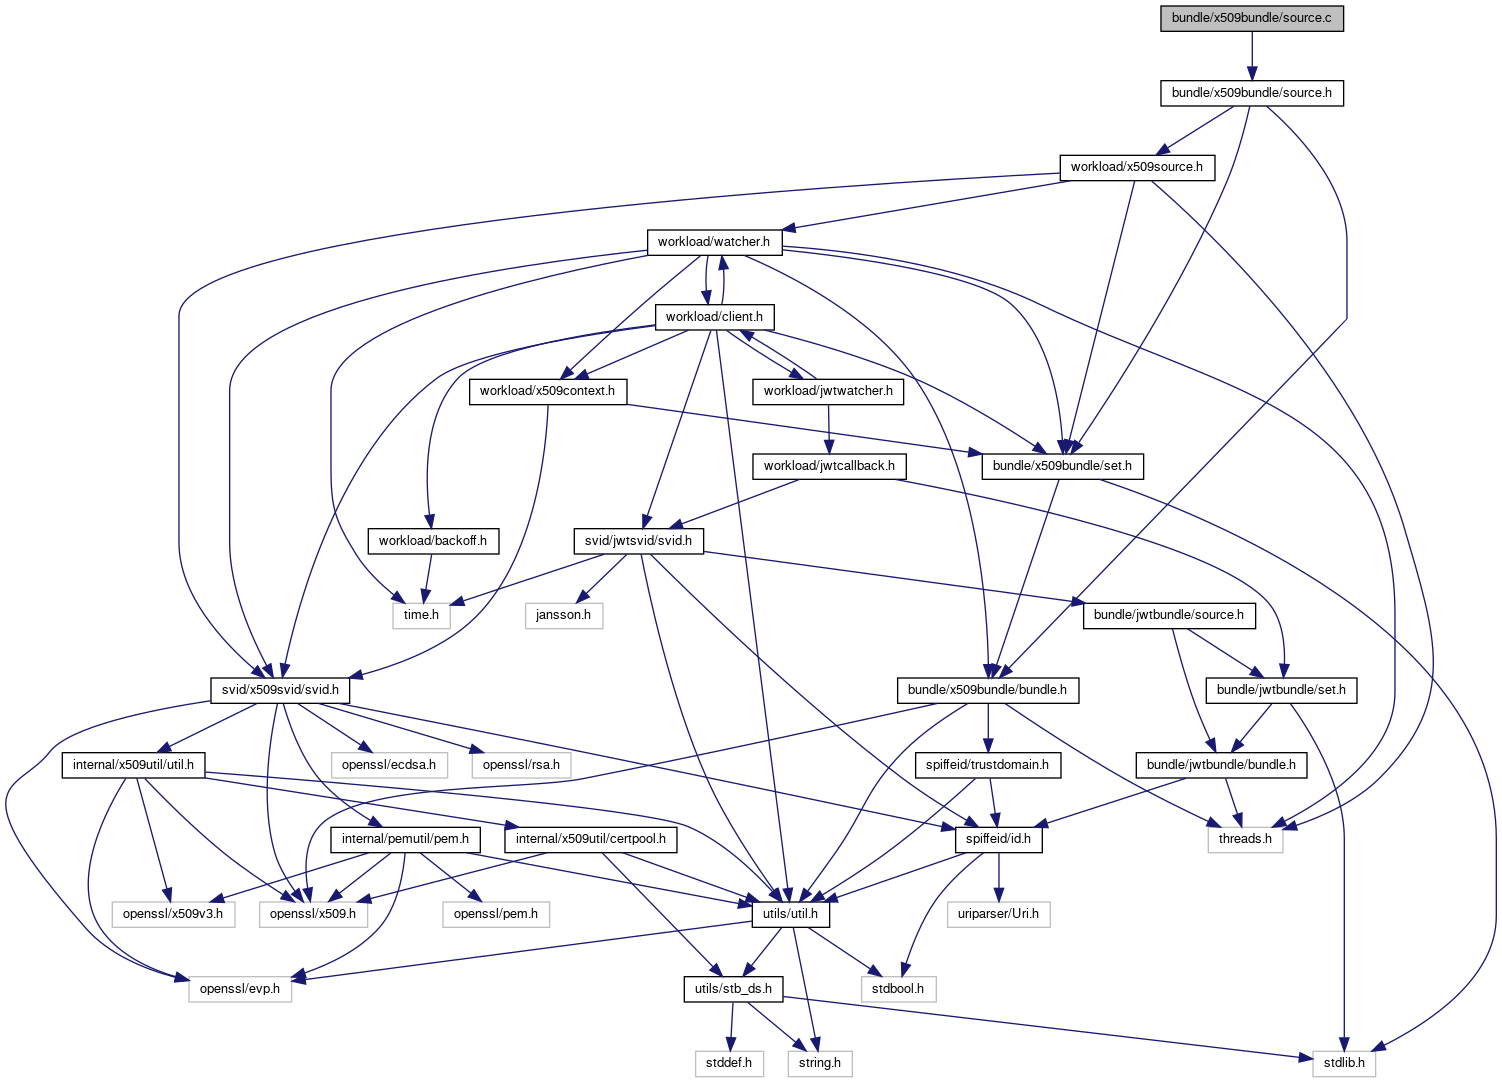 bundle/x509bundle/source.c
bundle/x509bundle/source.h
workload/x509source.h
workload/watcher.h
workload/client.h
workload/x509context.h
workload/jwtwatcher.h
workload/jwtcallback.h
bundle/x509bundle/set.h
workload/backoff.h
svid/jwtsvid/svid.h
time.h
jansson.h
bundle/jwtbundle/source.h
svid/x509svid/svid.h
bundle/x509bundle/bundle.h
bundle/jwtbundle/set.h
internal/x509util/util.h
openssl/ecdsa.h
openssl/rsa.h
spiffeid/trustdomain.h
bundle/jwtbundle/bundle.h
internal/pemutil/pem.h
internal/x509util/certpool.h
spiffeid/id.h
threads.h
openssl/x509v3.h
openssl/x509.h
openssl/pem.h
utils/util.h
uriparser/Uri.h
openssl/evp.h
utils/stb_ds.h
stdbool.h
stddef.h
string.h
stdlib.h